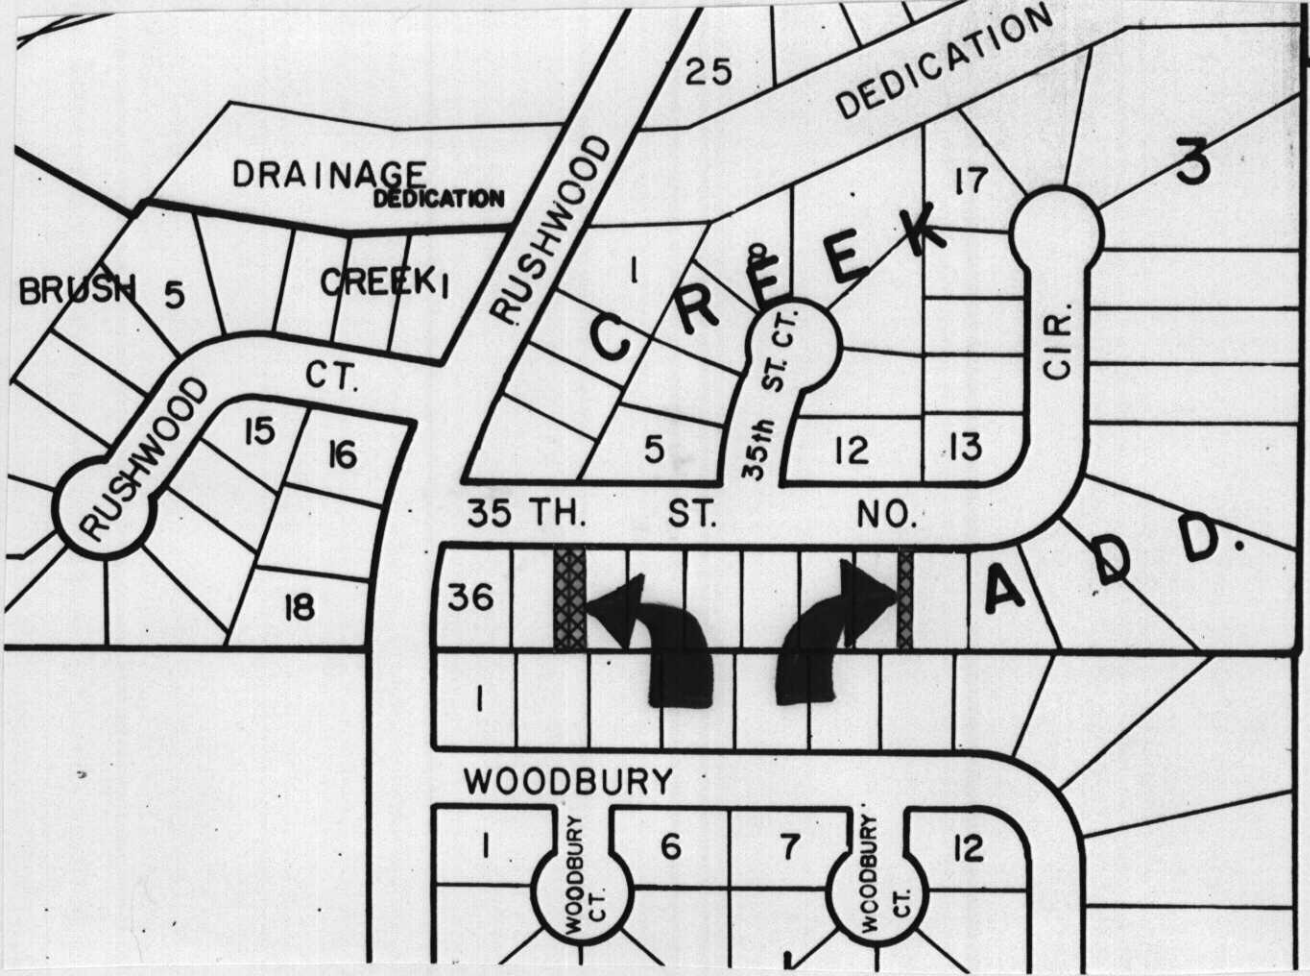 25
DEDICATION
3
DRAINAGE
DEDICATION
RUSHWOOD
17
BRUSH
5
CREEK
1
1
8
C R E E K
CIR.
CT.
RUSHWOOD
15
16
18
5
35th ST. CT.
12
13
35 TH. ST. NO.
36
A D D.
1
WOODBURY
1
WOODBURY CT.
6
7
WOODBURY CT.
12